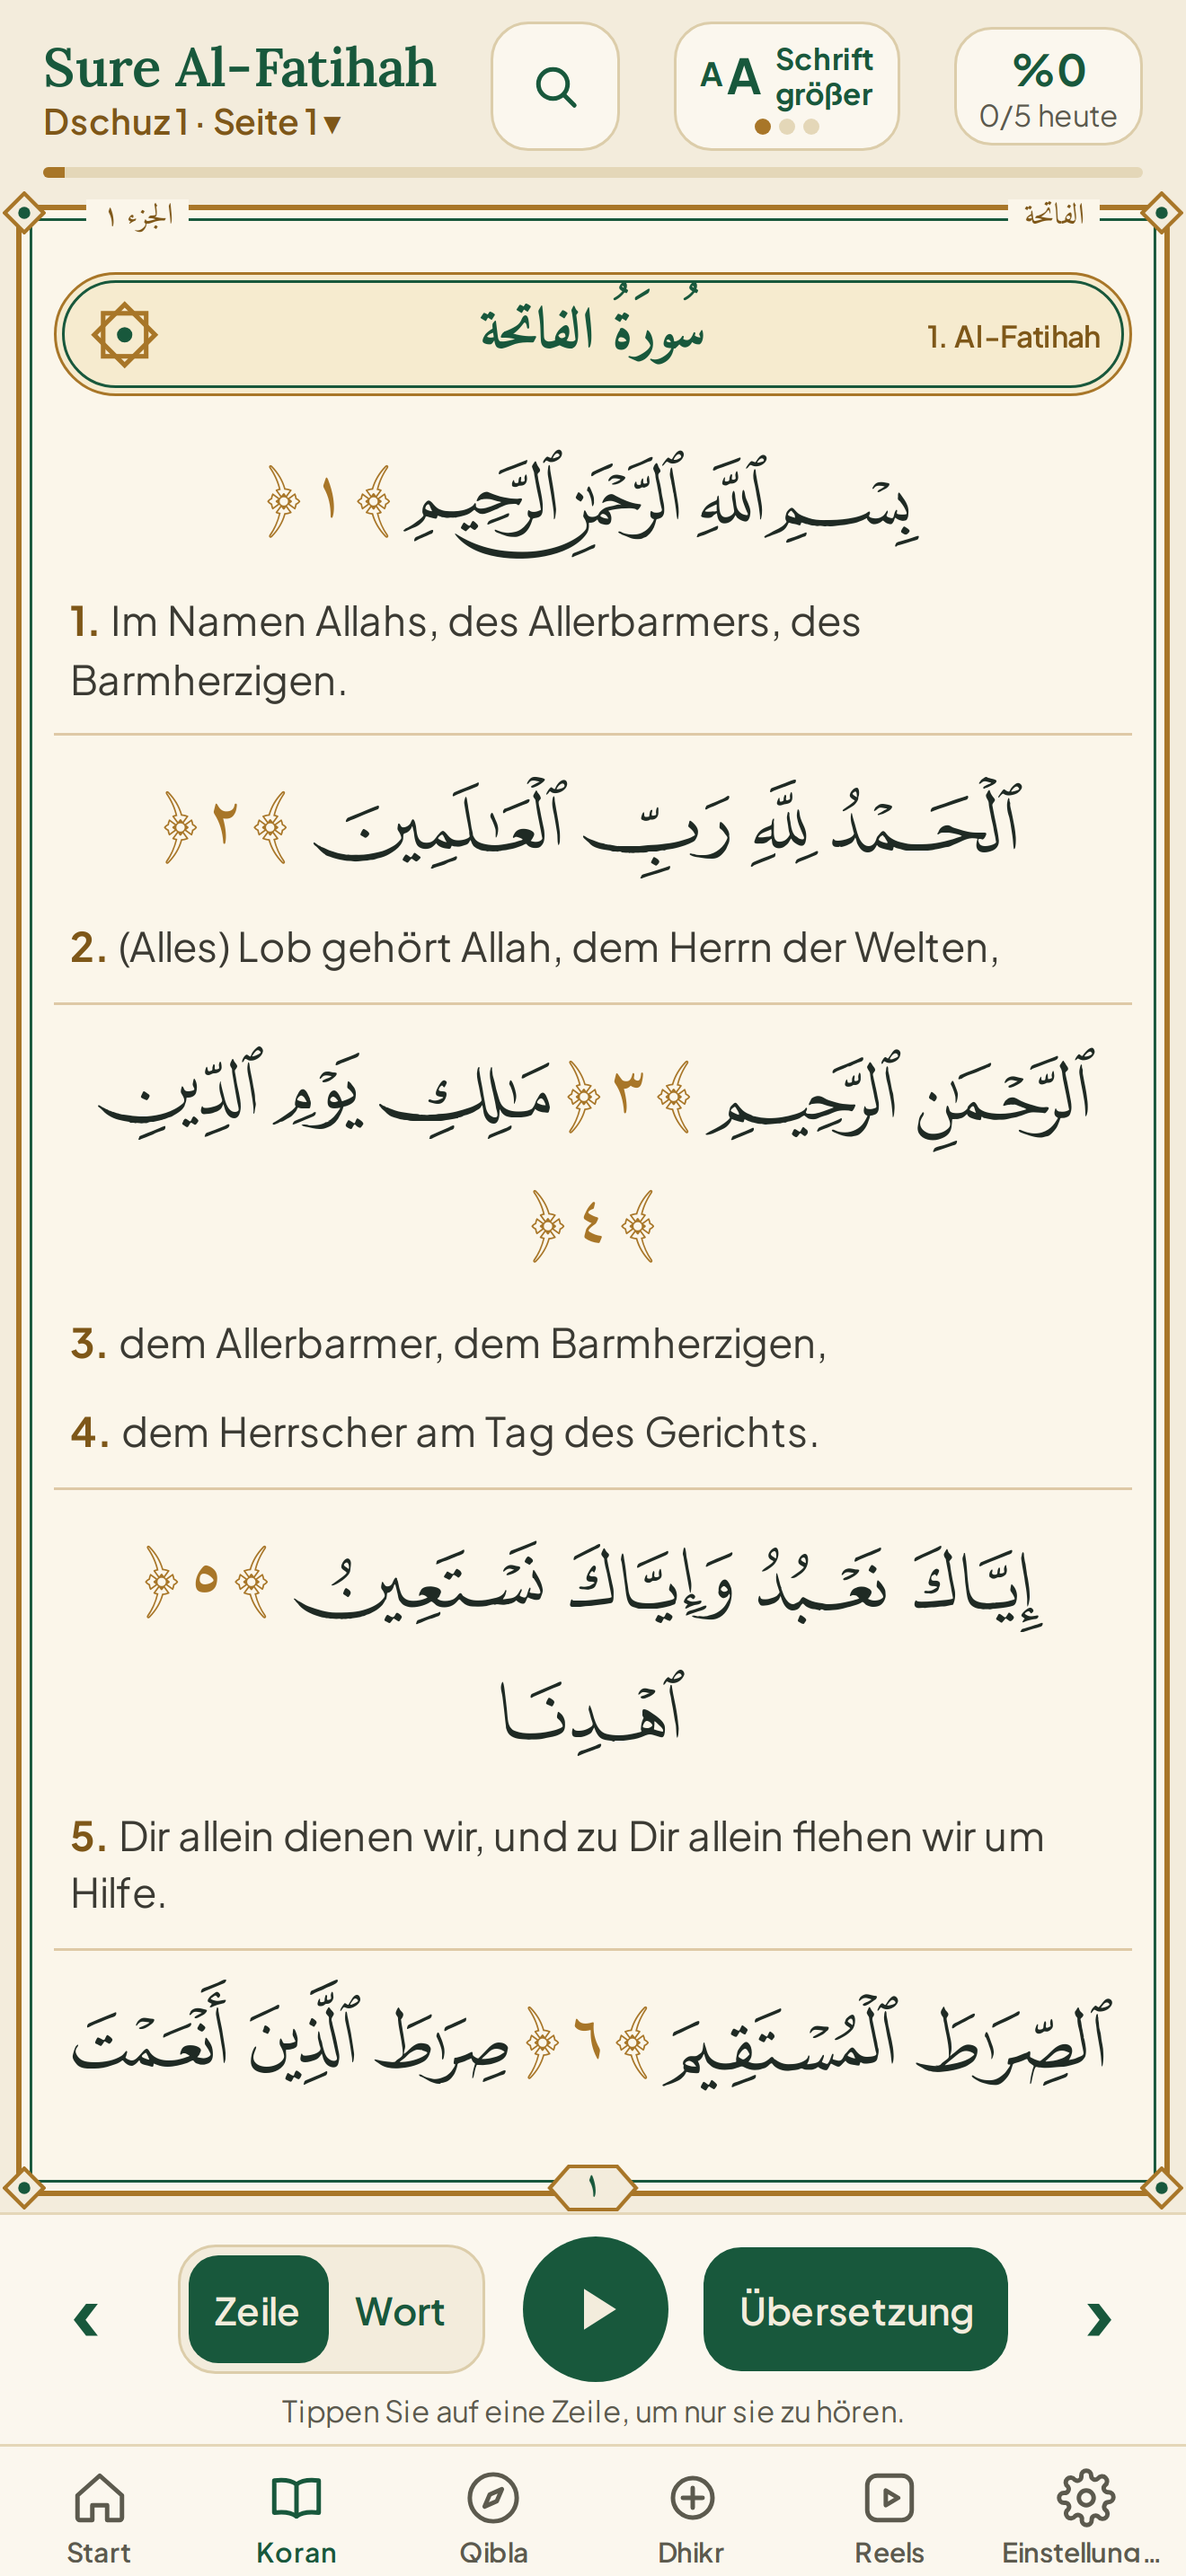 Sure Al-Fatihah
Dschuz 1 · Seite 1 ▾
AA Schrift größer
%0
0/5 heute
الجزء ١
الفاتحة
سُورَةُ الفاتحة
1. Al-Fatihah
بِسْمِ ٱللَّهِ ٱلرَّحْمَٰنِ ٱلرَّحِيمِ ﴿١﴾
1. Im Namen Allahs, des Allerbarmers, des
Barmherzigen.
ٱلْحَمْدُ لِلَّهِ رَبِّ ٱلْعَٰلَمِينَ ﴿٢﴾
2. (Alles) Lob gehört Allah, dem Herrn der Welten,
ٱلرَّحْمَٰنِ ٱلرَّحِيمِ ﴿٣﴾ مَٰلِكِ يَوْمِ ٱلدِّينِ
﴿٤﴾
3. dem Allerbarmer, dem Barmherzigen,
4. dem Herrscher am Tag des Gerichts.
إِيَّاكَ نَعْبُدُ وَإِيَّاكَ نَسْتَعِينُ ﴿٥﴾
ٱهْدِنَا
5. Dir allein dienen wir, und zu Dir allein flehen wir um
Hilfe.
ٱلصِّرَٰطَ ٱلْمُسْتَقِيمَ ﴿٦﴾ صِرَٰطَ ٱلَّذِينَ أَنْعَمْتَ
١
‹
Zeile
Wort
Übersetzung
›
Tippen Sie auf eine Zeile, um nur sie zu hören.
Start
Koran
Qibla
Dhikr
Reels
Einstellung...